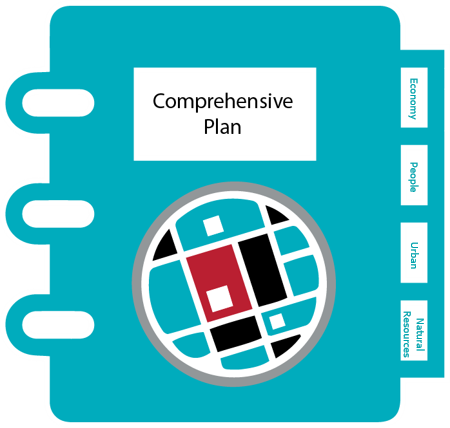 Comprehensive
Plan
Economy
People
Urban
Natural
Resources